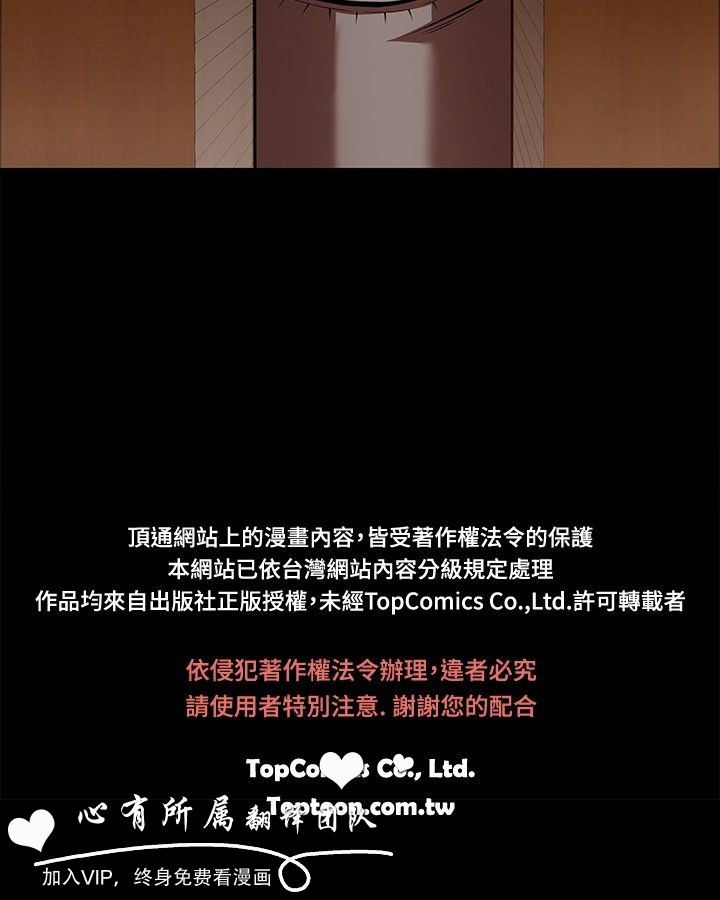 頂通網站上的漫畫內容，皆受著作權法令的保護
本網站已依台灣網站內容分級規定處理
作品均來自出版社正版授權，未經TopComics Co.,Ltd.許可轉載者
依侵犯著作權法令辦理，違者必究
請使用者特別注意. 謝謝您的配合
TopComics Co., Ltd.
Toptoon.com.tw
心有所属翻译团队
加入VIP，终身免费看漫画